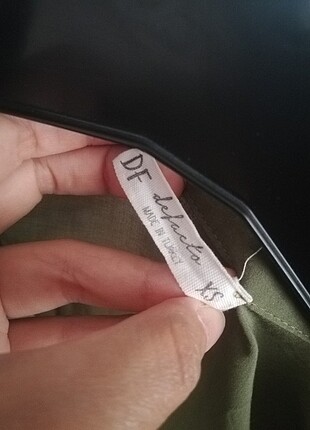 DF defacto
MADE IN TURKEY
XS